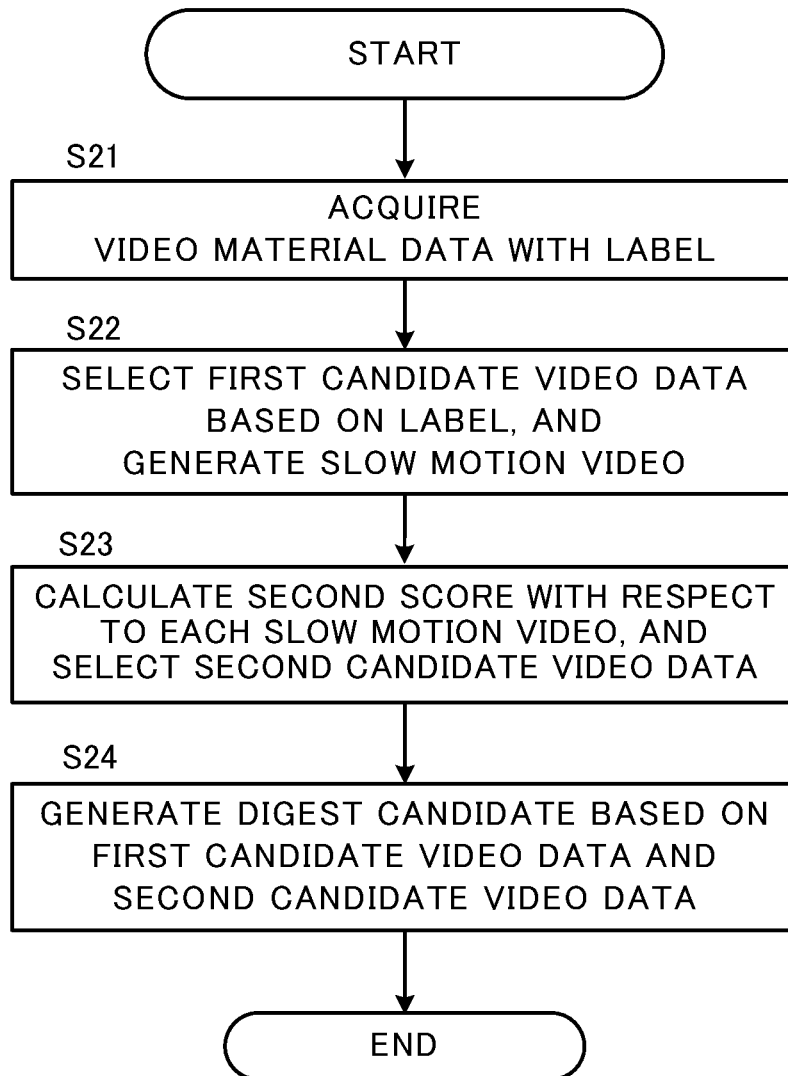 START
S21
ACQUIRE
VIDEO MATERIAL DATA WITH LABEL
S22
SELECT FIRST CANDIDATE VIDEO DATA
BASED ON LABEL, AND
GENERATE SLOW MOTION VIDEO
S23
CALCULATE SECOND SCORE WITH RESPECT
TO EACH SLOW MOTION VIDEO, AND
SELECT SECOND CANDIDATE VIDEO DATA
S24
GENERATE DIGEST CANDIDATE BASED ON
FIRST CANDIDATE VIDEO DATA AND
SECOND CANDIDATE VIDEO DATA
END